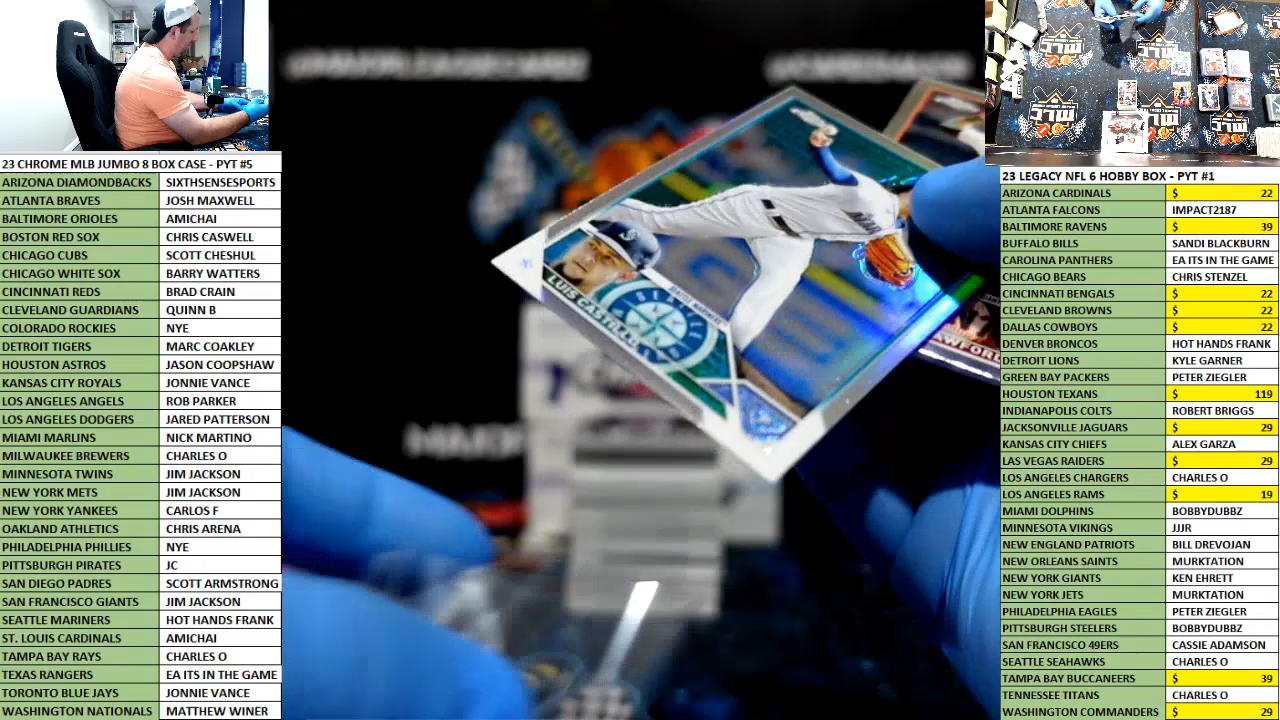 23 CHROME MLB JUMBO 8 BOX CASE - PYT #5
ARIZONA DIAMONDBACKS SIXTHSENSESPORTS
ATLANTA BRAVES JOSH MAXWELL
BALTIMORE ORIOLES AMICHAI
BOSTON RED SOX CHRIS CASWELL
CHICAGO CUBS SCOTT CHESHUL
CHICAGO WHITE SOX BARRY WATTERS
CINCINNATI REDS BRAD CRAIN
CLEVELAND GUARDIANS QUINN B
COLORADO ROCKIES NYE
DETROIT TIGERS MARC COAKLEY
HOUSTON ASTROS JASON COOPSHAW
KANSAS CITY ROYALS JONNIE VANCE
LOS ANGELES ANGELS ROB PARKER
LOS ANGELES DODGERS JARED PATTERSON
MIAMI MARLINS NICK MARTINO
MILWAUKEE BREWERS CHARLES O
MINNESOTA TWINS JIM JACKSON
NEW YORK METS JIM JACKSON
NEW YORK YANKEES CARLOS F
OAKLAND ATHLETICS CHRIS ARENA
PHILADELPHIA PHILLIES NYE
PITTSBURGH PIRATES JC
SAN DIEGO PADRES SCOTT ARMSTRONG
SAN FRANCISCO GIANTS JIM JACKSON
SEATTLE MARINERS HOT HANDS FRANK
ST. LOUIS CARDINALS AMICHAI
TAMPA BAY RAYS CHARLES O
TEXAS RANGERS EA ITS IN THE GAME
TORONTO BLUE JAYS JONNIE VANCE
WASHINGTON NATIONALS MATTHEW WINER
LUIS CASTILLO
SEATTLE MARINERS
WFOR
23 LEGACY NFL 6 HOBBY BOX - PYT #1
ARIZONA CARDINALS $ 22
ATLANTA FALCONS IMPACT2187
BALTIMORE RAVENS $ 39
BUFFALO BILLS SANDI BLACKBURN
CAROLINA PANTHERS EA ITS IN THE GAME
CHICAGO BEARS CHRIS STENZEL
CINCINNATI BENGALS $ 22
CLEVELAND BROWNS $ 22
DALLAS COWBOYS $ 22
DENVER BRONCOS HOT HANDS FRANK
DETROIT LIONS KYLE GARNER
GREEN BAY PACKERS PETER ZIEGLER
HOUSTON TEXANS $ 119
INDIANAPOLIS COLTS ROBERT BRIGGS
JACKSONVILLE JAGUARS $ 29
KANSAS CITY CHIEFS ALEX GARZA
LAS VEGAS RAIDERS $ 29
LOS ANGELES CHARGERS CHARLES O
LOS ANGELES RAMS $ 19
MIAMI DOLPHINS BOBBYDUBBZ
MINNESOTA VIKINGS JJJR
NEW ENGLAND PATRIOTS BILL DREVOJAN
NEW ORLEANS SAINTS MURKTATION
NEW YORK GIANTS KEN EHRETT
NEW YORK JETS MURKTATION
PHILADELPHIA EAGLES PETER ZIEGLER
PITTSBURGH STEELERS BOBBYDUBBZ
SAN FRANCISCO 49ERS CASSIE ADAMSON
SEATTLE SEAHAWKS CHARLES O
TAMPA BAY BUCCANEERS $ 39
TENNESSEE TITANS CHARLES O
WASHINGTON COMMANDERS $ 29